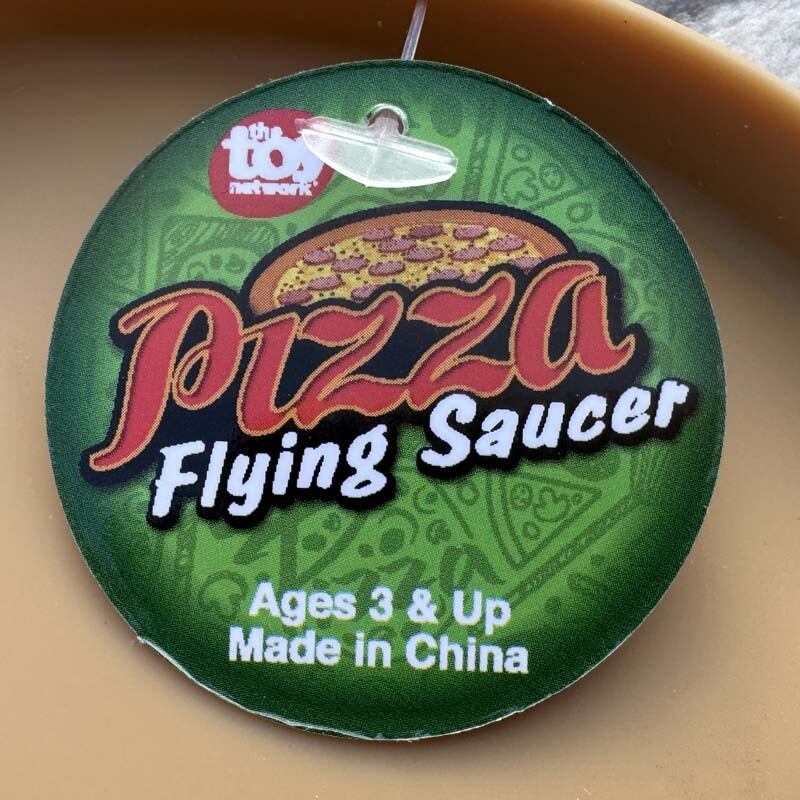 the
toy
network
Pizza
Flying Saucer
Ages 3 & Up
Made in China